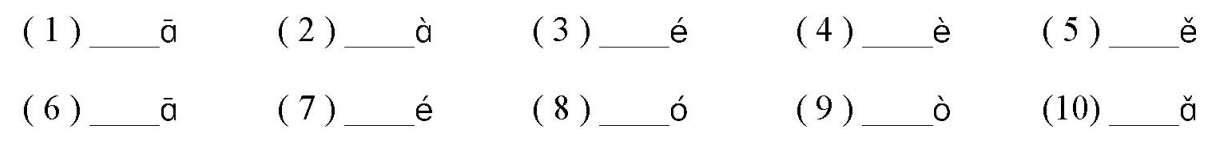 ( 1 ) ____ā ( 2 ) ____à ( 3 ) ____é ( 4 ) ____è ( 5 ) ____ě
( 6 ) ____ā ( 7 ) ____é ( 8 ) ____ó ( 9 ) ____ò (10) ____ǎ